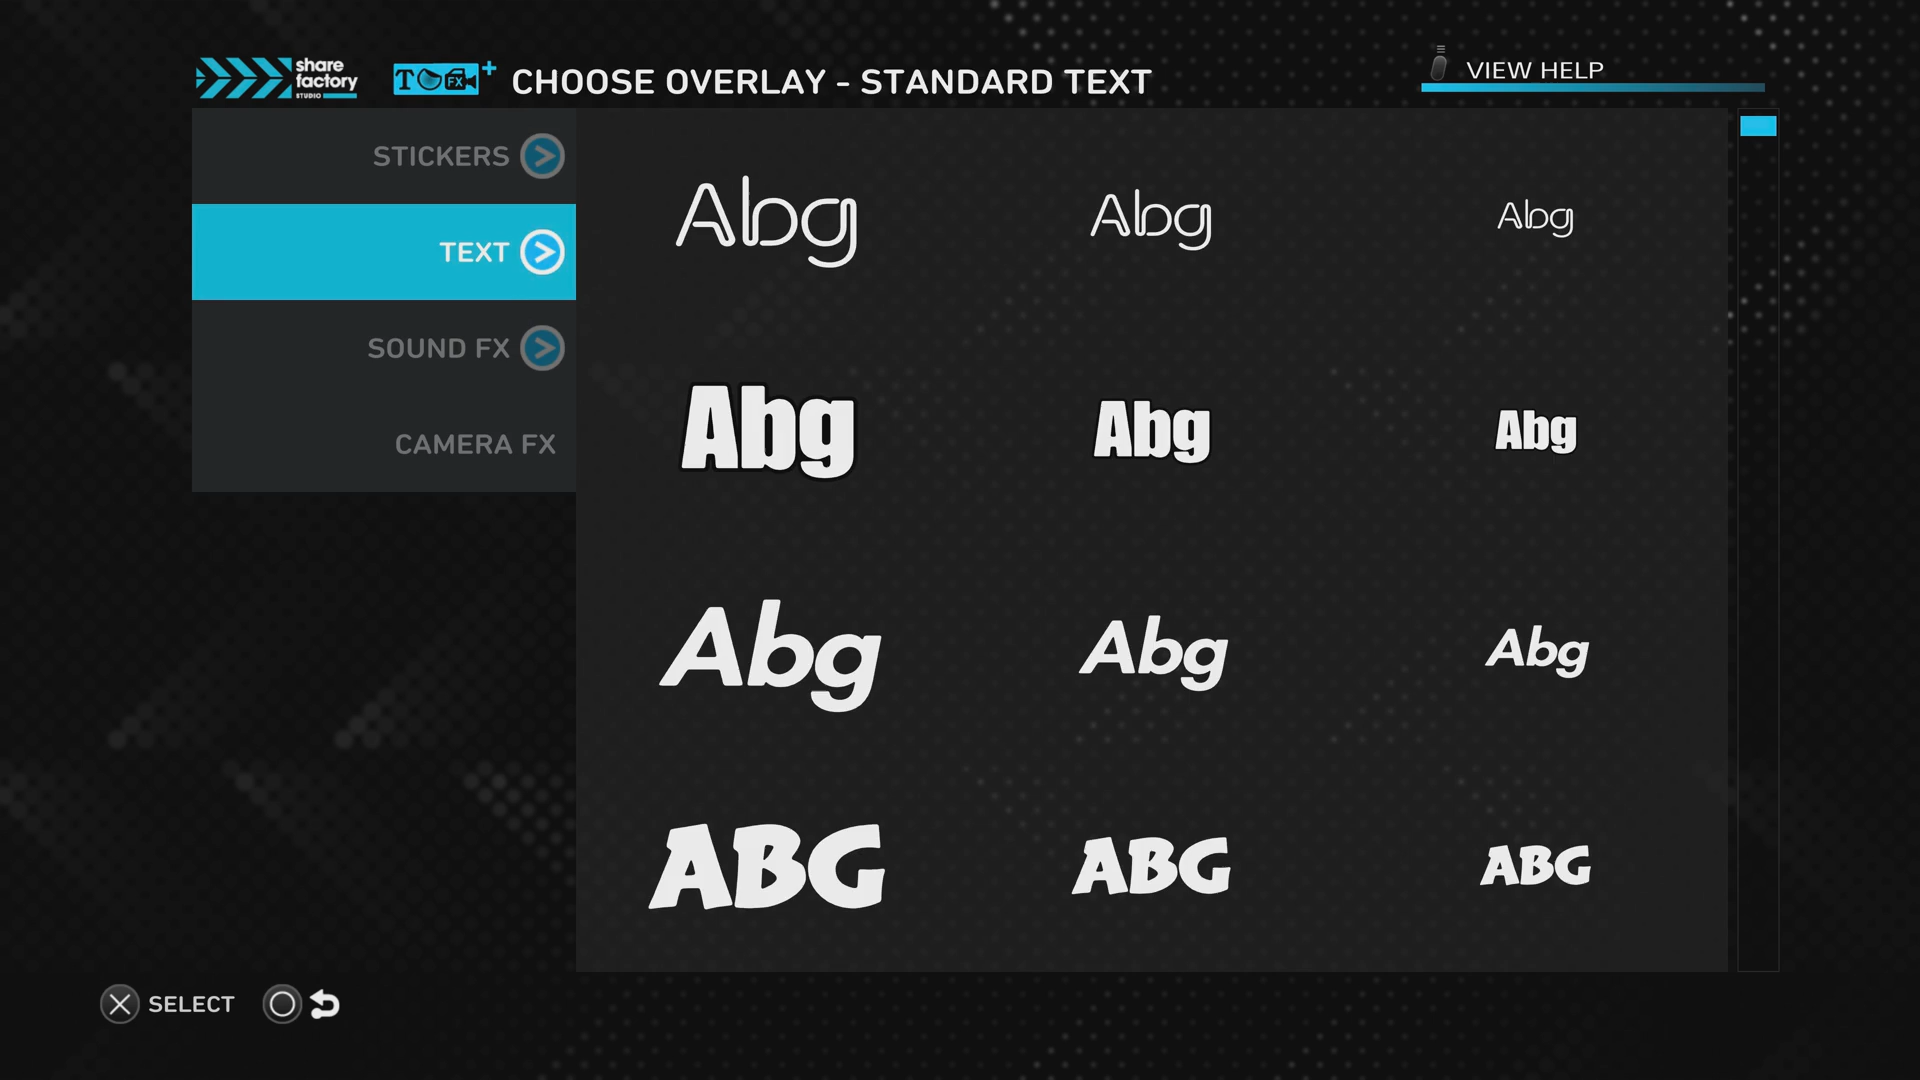 share
factory
STUDIO
T FX
CHOOSE OVERLAY - STANDARD TEXT
VIEW HELP
STICKERS
TEXT
SOUND FX
CAMERA FX
Abg Abg Abg
Abg Abg Abg
Abg Abg Abg
ABG ABG ABG
SELECT